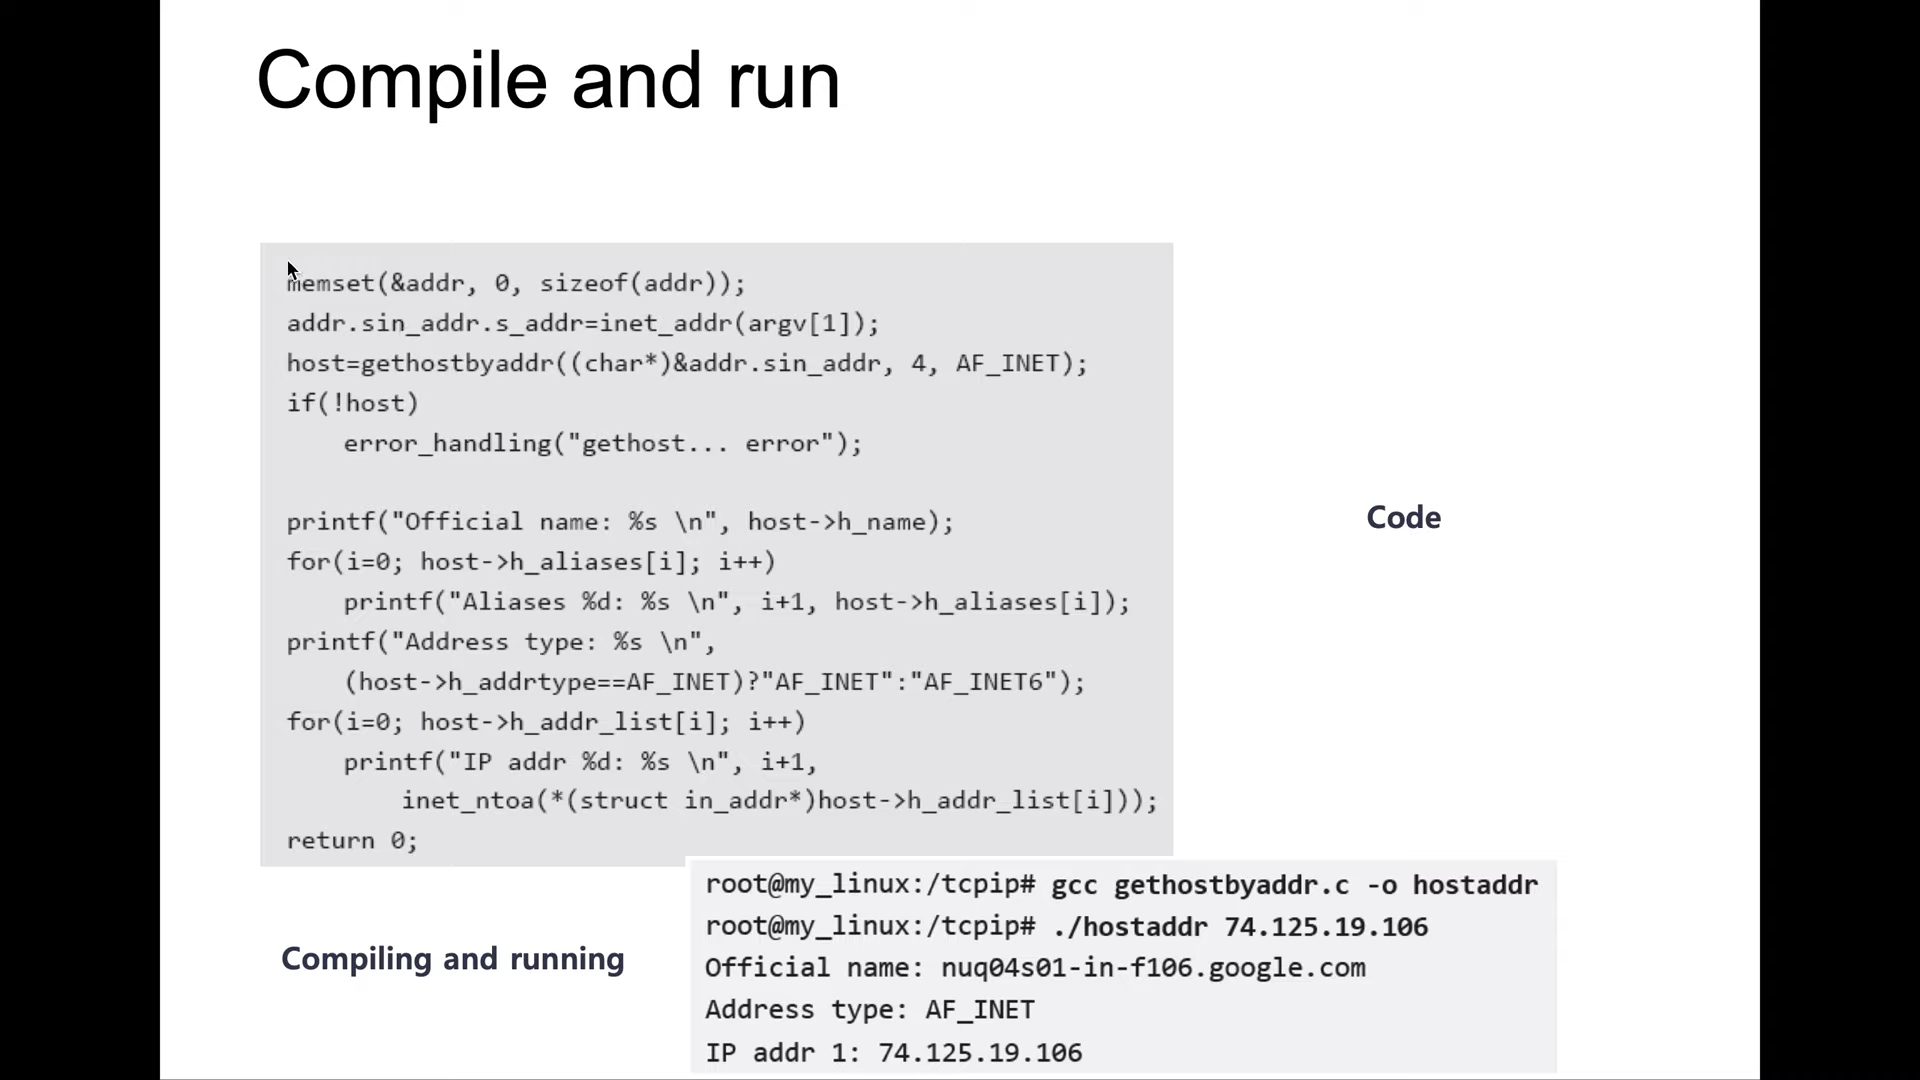 Compile and run
memset(&addr, 0, sizeof(addr));
addr.sin_addr.s_addr=inet_addr(argv[1]);
host=gethostbyaddr((char*)&addr.sin_addr, 4, AF_INET);
if(!host)
    error_handling("gethost... error");
printf("Official name: %s \n", host->h_name);
for(i=0; host->h_aliases[i]; i++)
    printf("Aliases %d: %s \n", i+1, host->h_aliases[i]);
printf("Address type: %s \n",
    (host->h_addrtype==AF_INET)?"AF_INET":"AF_INET6");
for(i=0; host->h_addr_list[i]; i++)
    printf("IP addr %d: %s \n", i+1,
        inet_ntoa(*(struct in_addr*)host->h_addr_list[i]));
return 0;
Code
Compiling and running
root@my_linux:/tcpip# gcc gethostbyaddr.c -o hostaddr
root@my_linux:/tcpip# ./hostaddr 74.125.19.106
Official name: nuq04s01-in-f106.google.com
Address type: AF_INET
IP addr 1: 74.125.19.106